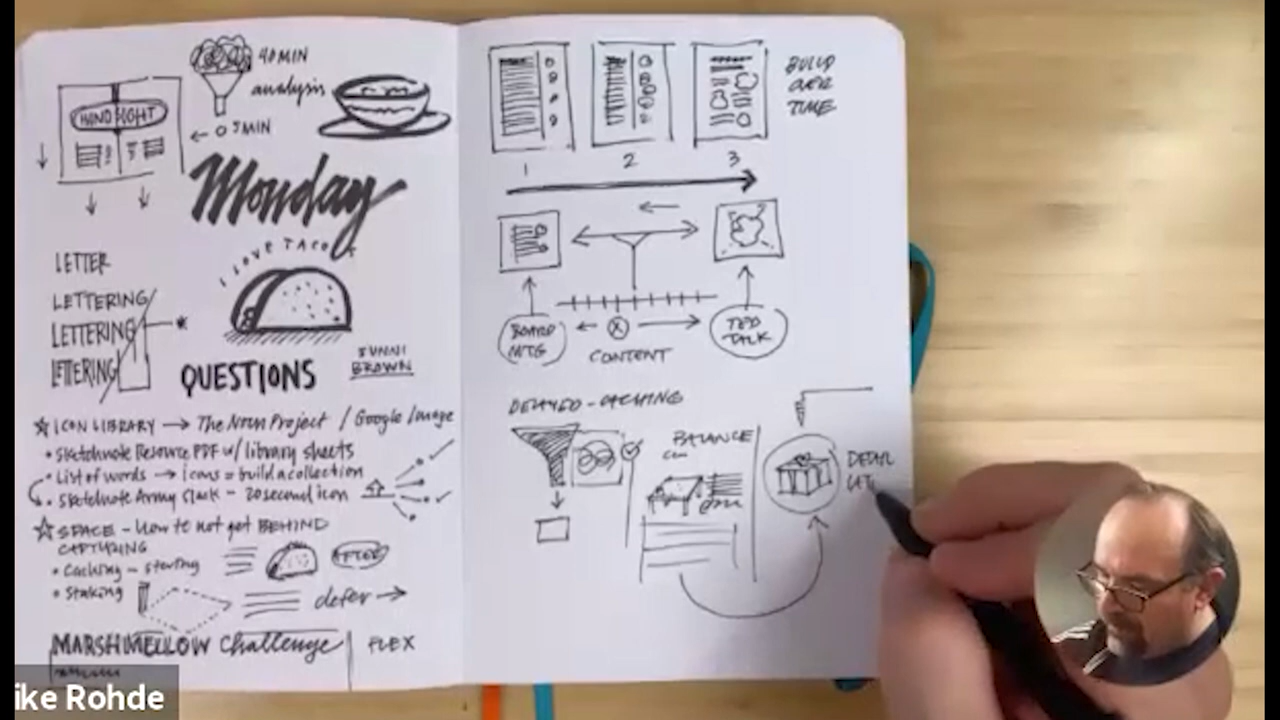 40MIN
analysis
HINDSIGHT
← 5MIN
Monday
I LOVE TACOS
LETTER
LETTERING
LETTERING
LETTERING
QUESTIONS
SUNNI
BROWN
ICON LIBRARY → The Noun Project / Google Image
• Sketchnote Resource PDF w/ library sheets
• List of words → icons = build a collection
• Sketchnote Army Slack - 20 second icon
SPACE - How to not get BEHIND
CAPTURING
• Caching - storing
AFTER
• Staking
defer →
MARSHMELLOW Challenge
FLEX
BUILD
OVER
TIME
1
2
3
BOARD
MTG
X
TED
TALK
CONTENT
DELAYED - CACHING
BALANCE
DETAIL
ike Rohde